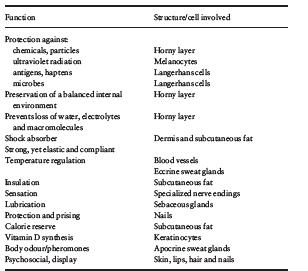 Function Structure/cell involved
Protection against:
chemicals, particles Horny layer
ultraviolet radiation Melanocytes
antigens, haptens Langerhans cells
microbes Langerhans cells
Preservation of a balanced internal Horny layer
environment
Prevents loss of water, electrolytes Horny layer
and macromolecules
Shock absorber Dermis and subcutaneous fat
Strong, yet elastic and compliant
Temperature regulation Blood vessels
Eccrine sweat glands
Insulation Subcutaneous fat
Sensation Specialized nerve endings
Lubrication Sebaceous glands
Protection and prising Nails
Calorie reserve Subcutaneous fat
Vitamin D synthesis Keratinocytes
Body odour/pheromones Apocrine sweat glands
Psychosocial, display Skin, lips, hair and nails